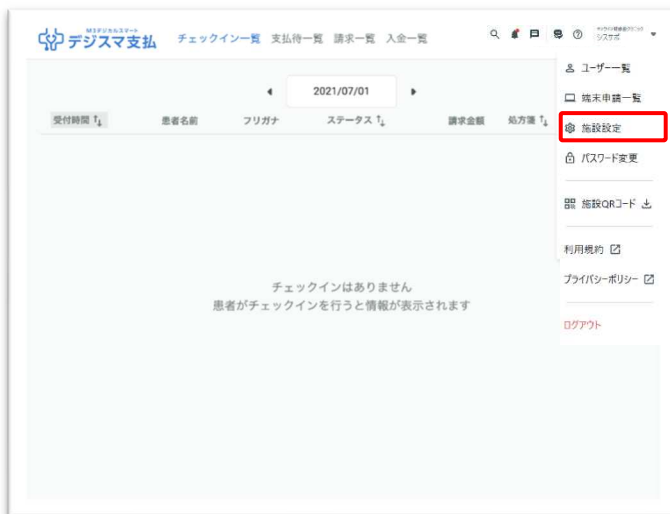 M3デジカルスマート
デジスマ支払
チェックイン一覧 支払待一覧 請求一覧 入金一覧
シスサポ
2021/07/01
受付時間 患者名前 フリガナ ステータス 請求金額 処方箋
チェックインはありません
患者がチェックインを行うと情報が表示されます
ユーザー一覧
端末申請一覧
施設設定
パスワード変更
施設QRコード
利用規約
プライバシーポリシー
ログアウト